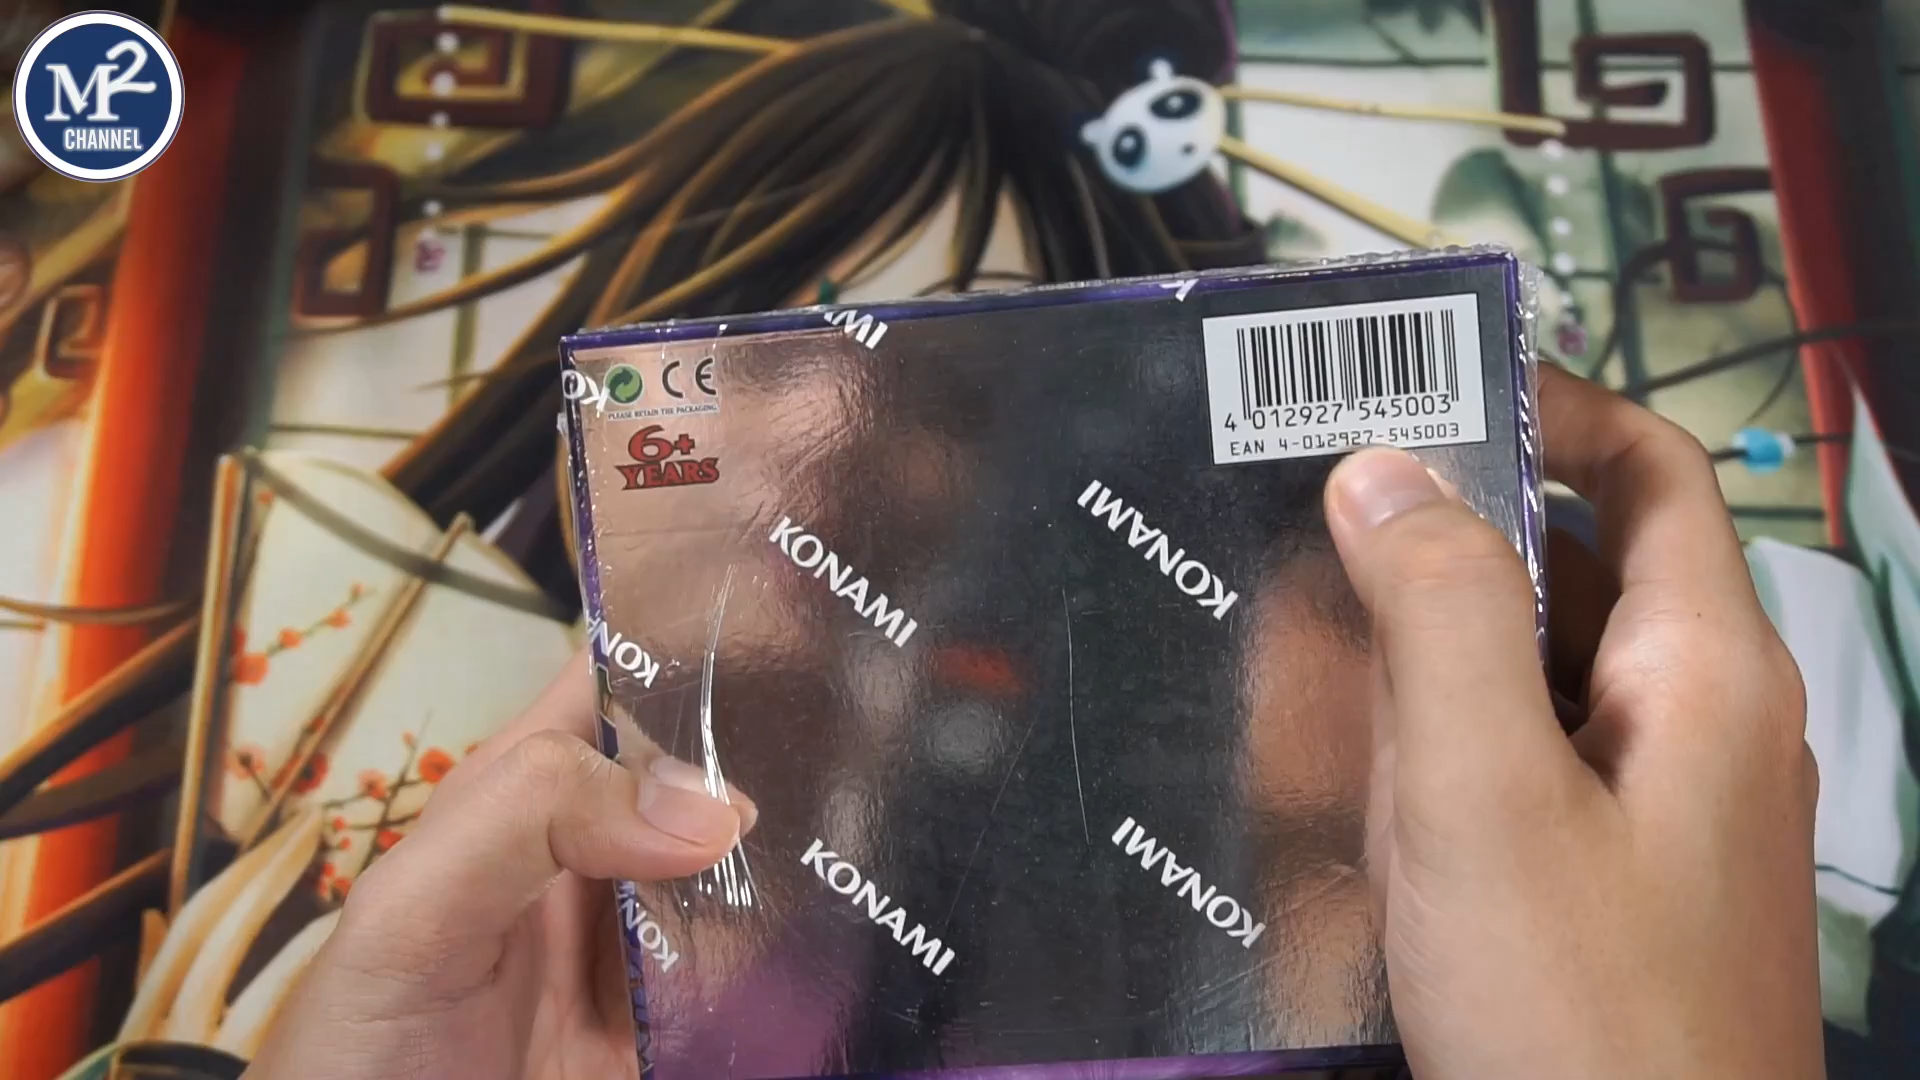 M2
CHANNEL
KONAMI
CE
PLEASE RETAIN THE PACKAGING
6+
YEARS
4 012927 545003
EAN 4-012927-545003
KONAMI
KONAMI
KONAMI
KONAMI